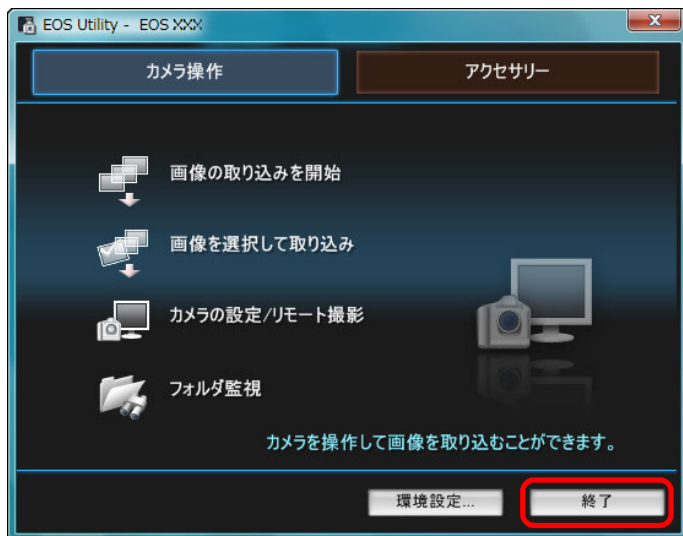 EOS Utility - EOS XXX
カメラ操作
アクセサリー
画像の取り込みを開始
画像を選択して取り込み
カメラの設定/リモート撮影
フォルダ監視
カメラを操作して画像を取り込むことができます。
環境設定...
終了